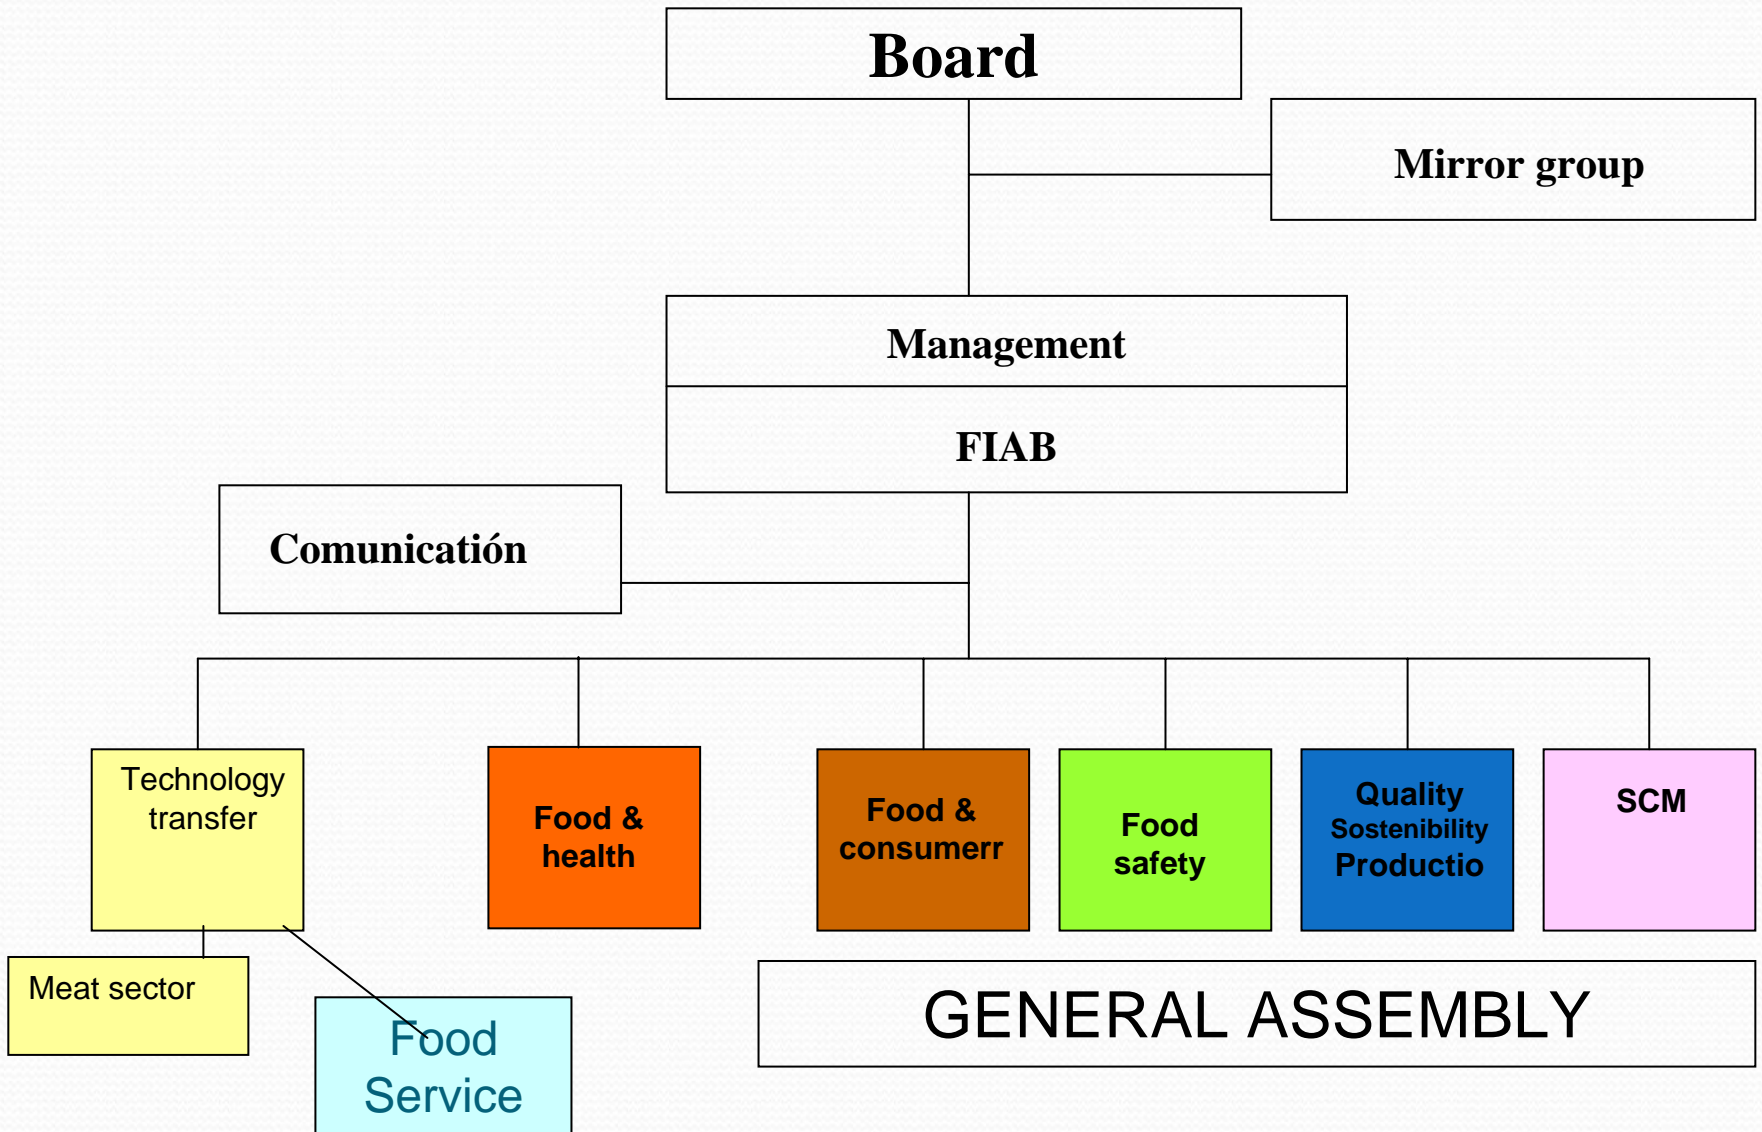 Board
Mirror group
Management
FIAB
Comunicatión
Technology
transfer
Food &
health
Food &
consumerr
Food
safety
Quality
Sostenibility
Productio
SCM
Meat sector
Food
Service
GENERAL ASSEMBLY